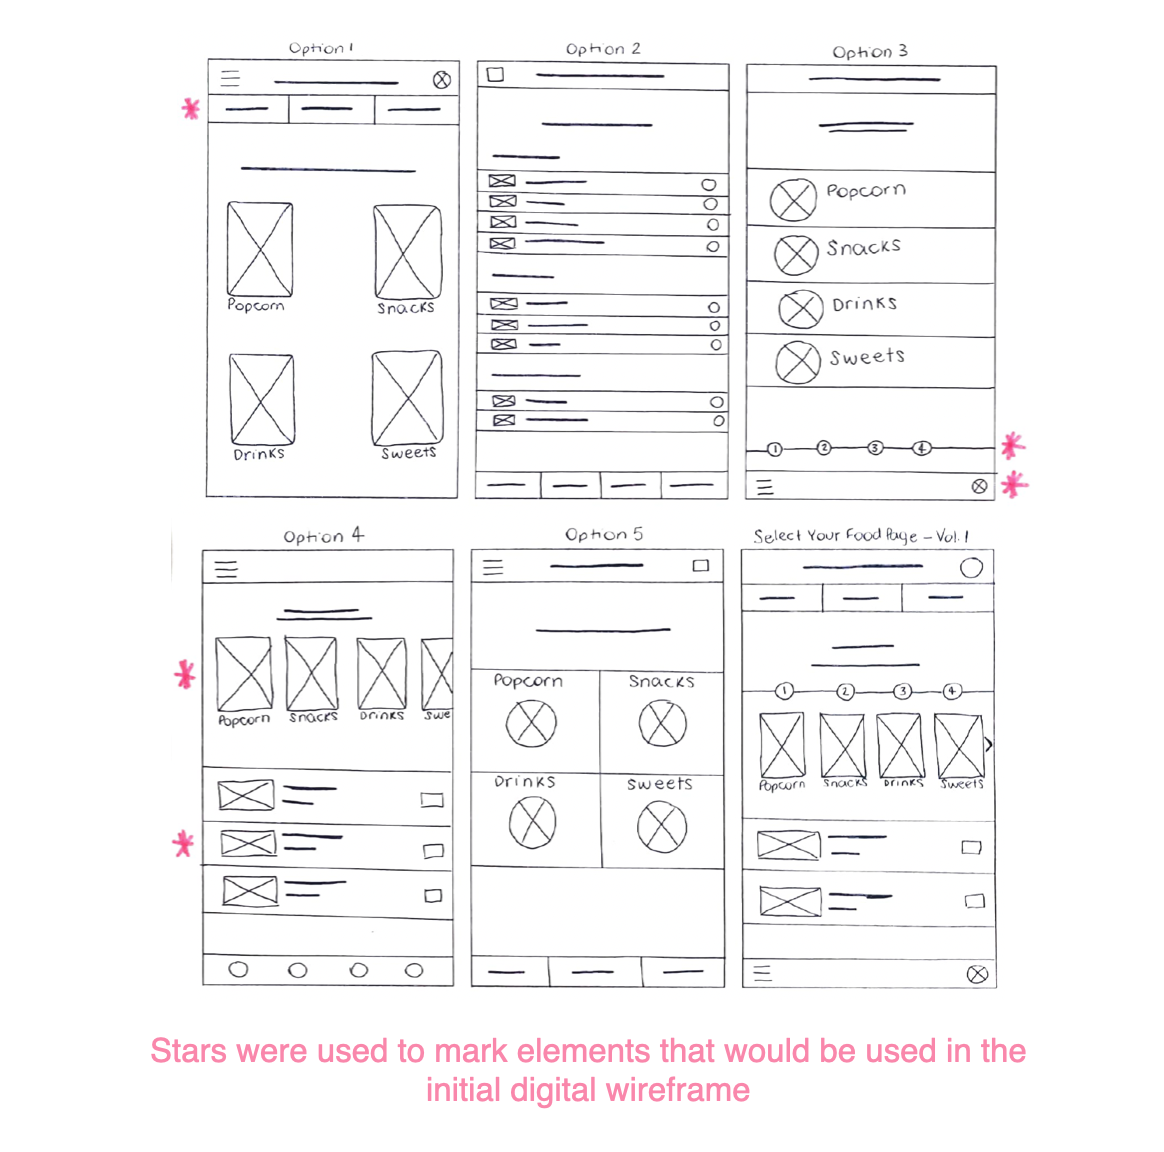 Option 1
Option 2
Option 3
Popcorn
Snacks
Drinks
Sweets
Popcorn
Snacks
Drinks
Sweets
1 2 3 4
Option 4
Option 5
Select Your Food Page - Vol. 1
Popcorn Snacks Drinks Swe
Popcorn
Snacks
Drinks
Sweets
1 2 3 4
Popcorn Snacks Drinks Sweets
Stars were used to mark elements that would be used in the
initial digital wireframe